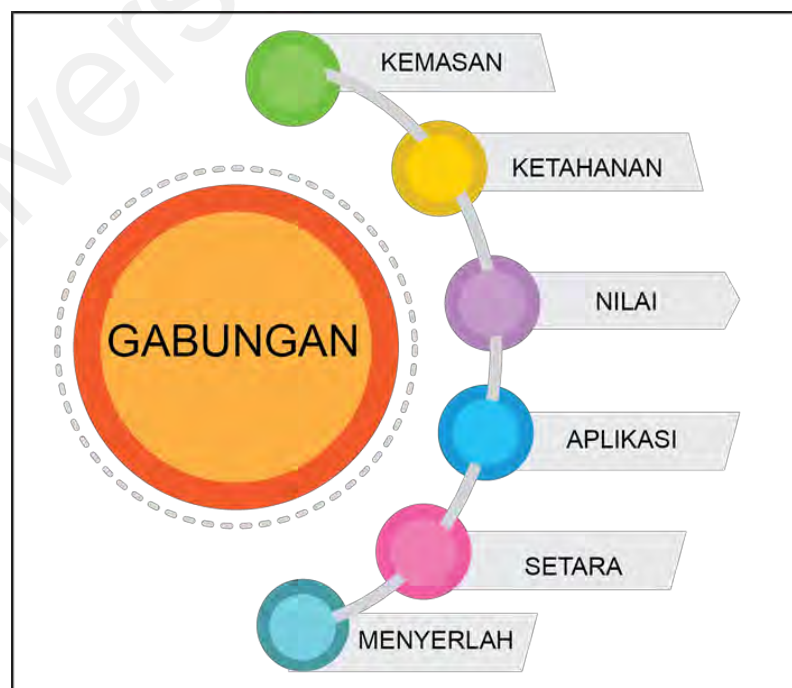 KEMASAN
KETAHANAN
NILAI
GABUNGAN
APLIKASI
SETARA
MENYERLAH